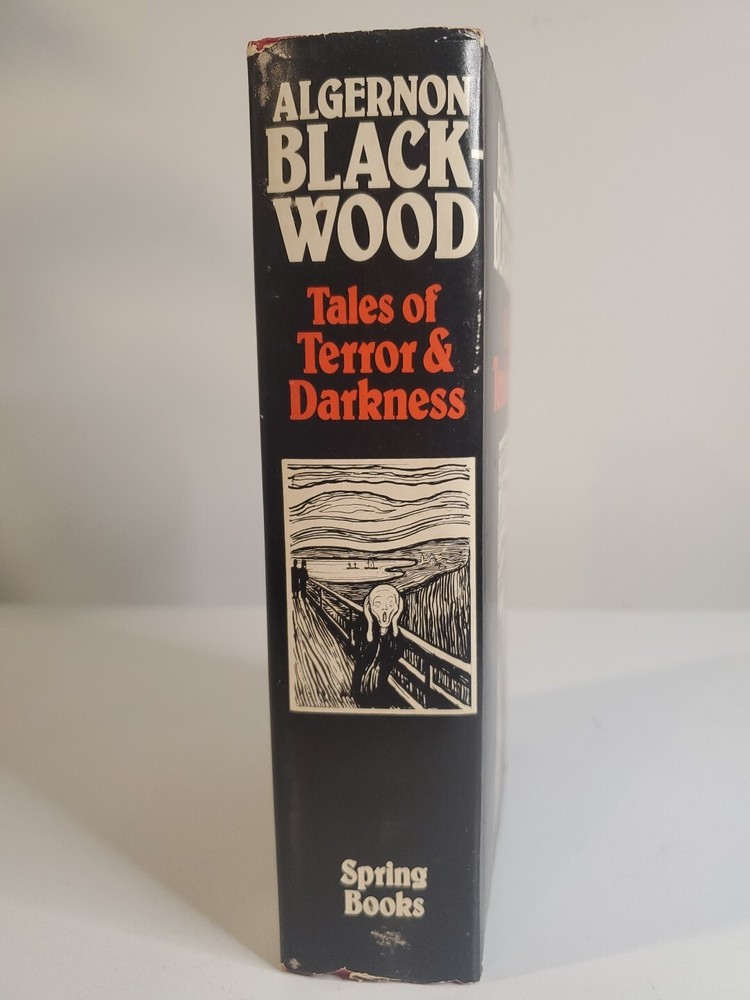 ALGERNON
BLACK
WOOD
Tales of
Terror &
Darkness
Spring
Books